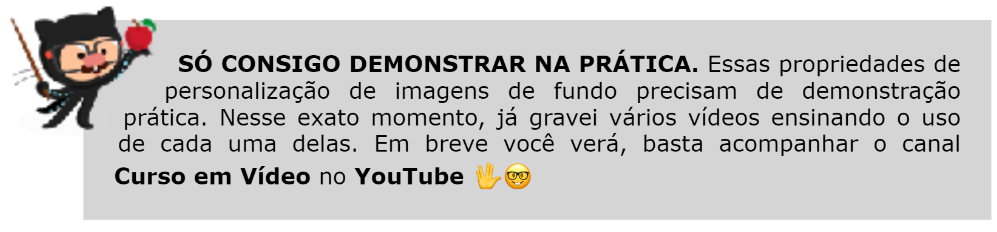 SÓ CONSIGO DEMONSTRAR NA PRÁTICA. Essas propriedades de
personalização de imagens de fundo precisam de demonstração
prática. Nesse exato momento, já gravei vários vídeos ensinando o uso
de cada uma delas. Em breve você verá, basta acompanhar o canal
Curso em Vídeo no YouTube 🖖🤓